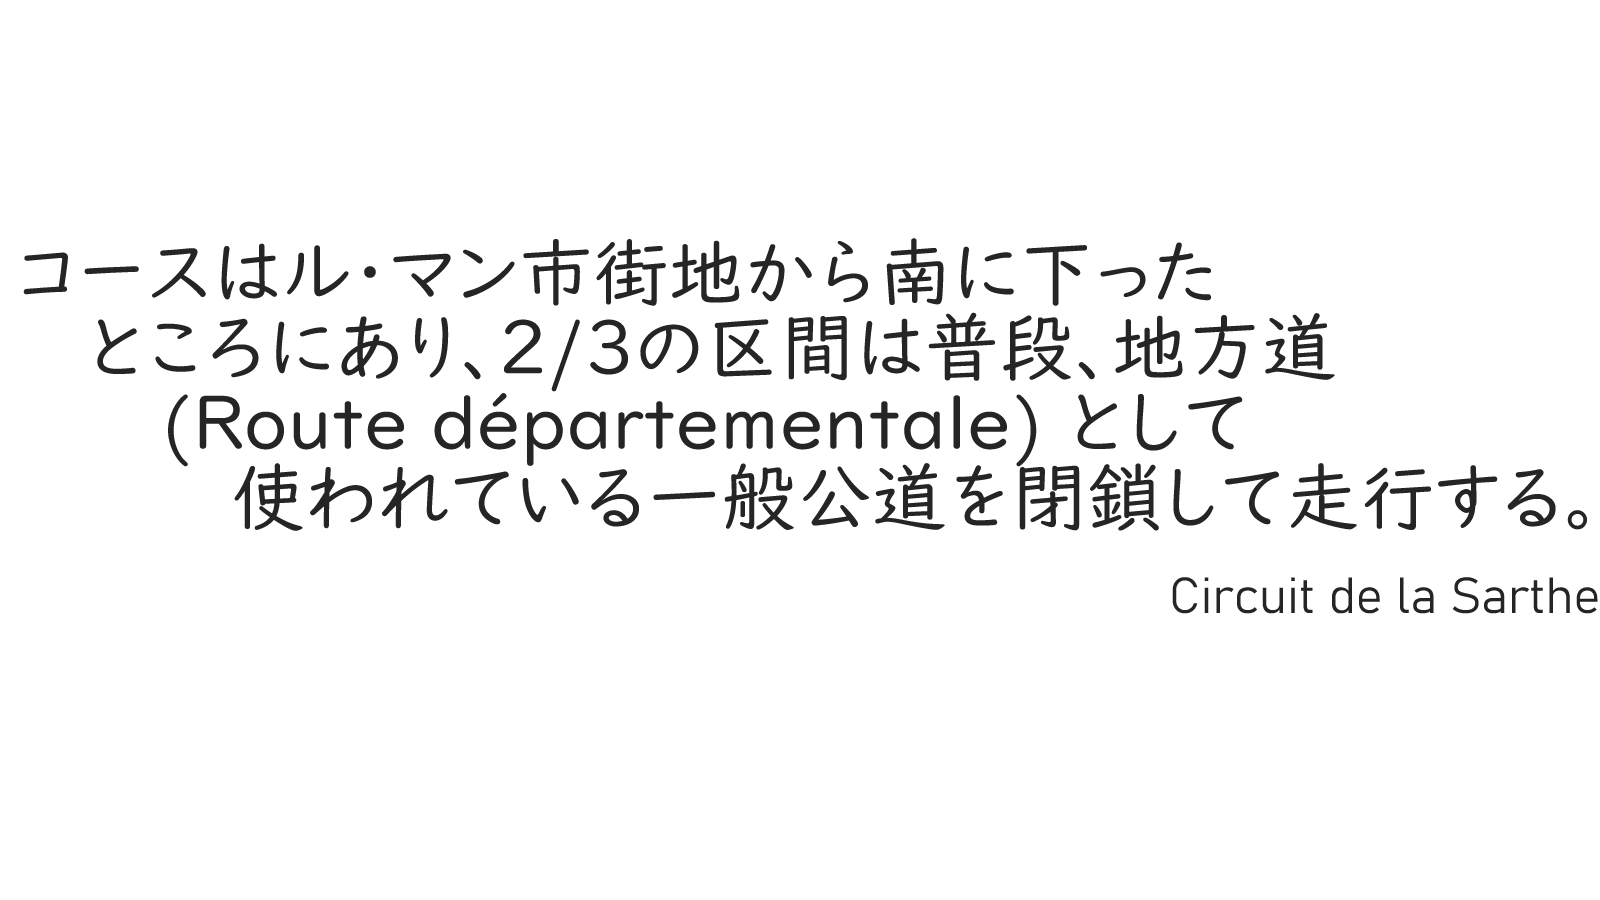 コースはル・マン市街地から南に下った
ところにあり、2/3の区間は普段、地方道
(Route départementale) として
使われている一般公道を閉鎖して走行する。
Circuit de la Sarthe